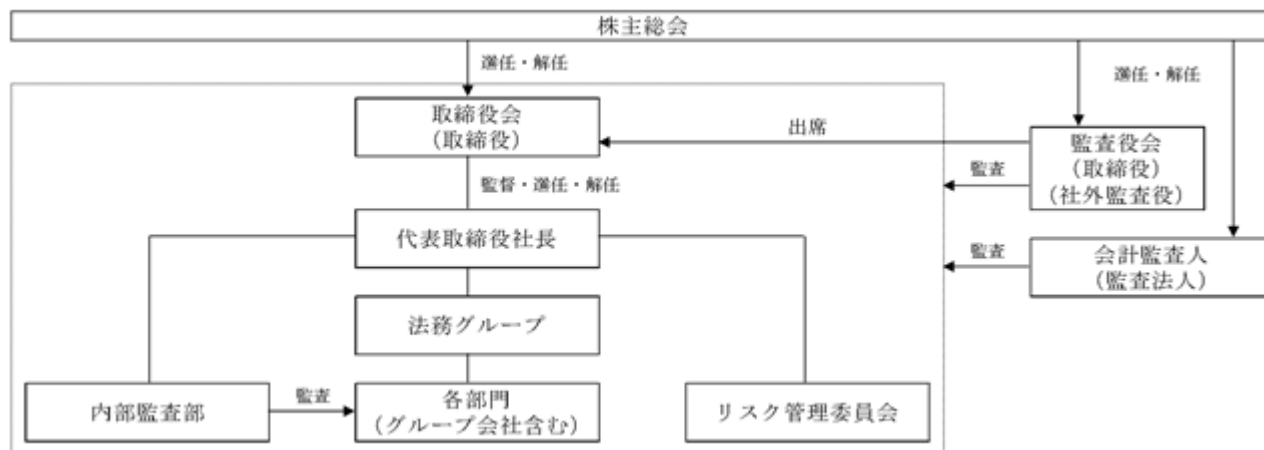 株主総会
選任・解任
選任・解任
取締役会
(取締役)
出席
監査役会
(取締役)
(社外監査役)
監督・選任・解任
監査
代表取締役社長
監査
会計監査人
(監査法人)
法務グループ
内部監査部
監査
各部門
(グループ会社含む)
リスク管理委員会